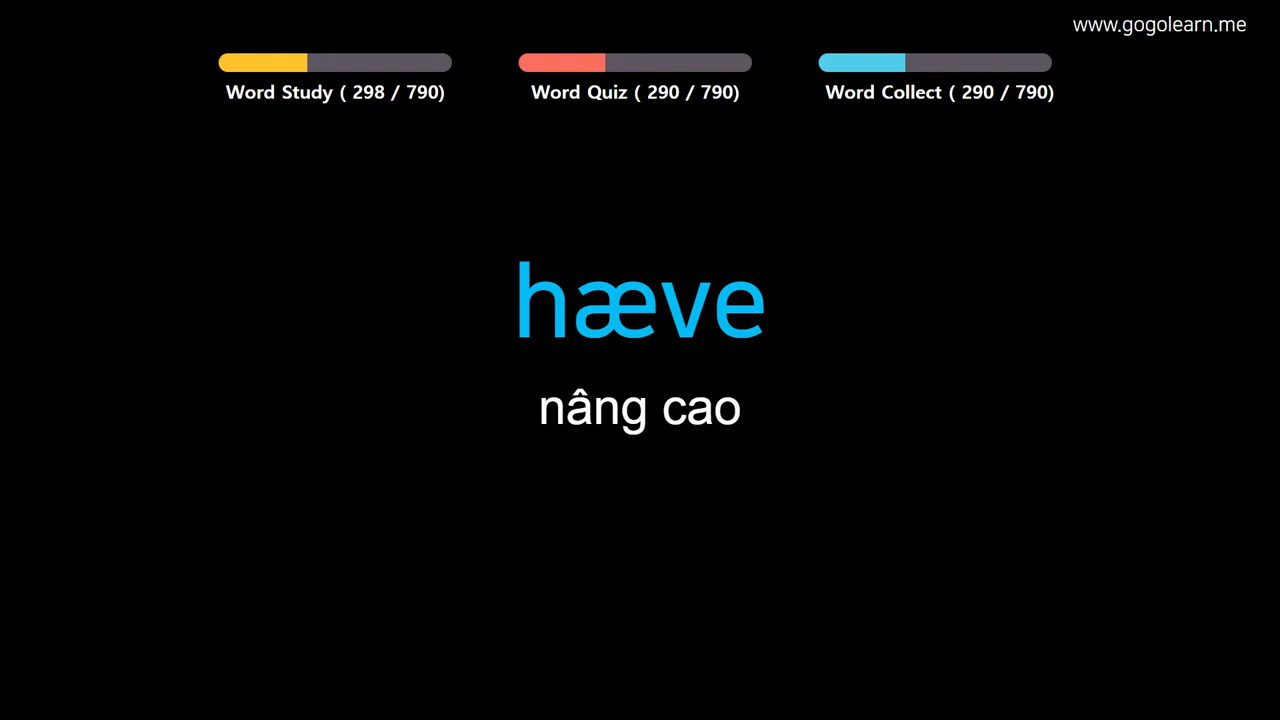 www.gogolearn.me
Word Study ( 298 / 790)
Word Quiz ( 290 / 790)
Word Collect ( 290 / 790)
hæve
nâng cao